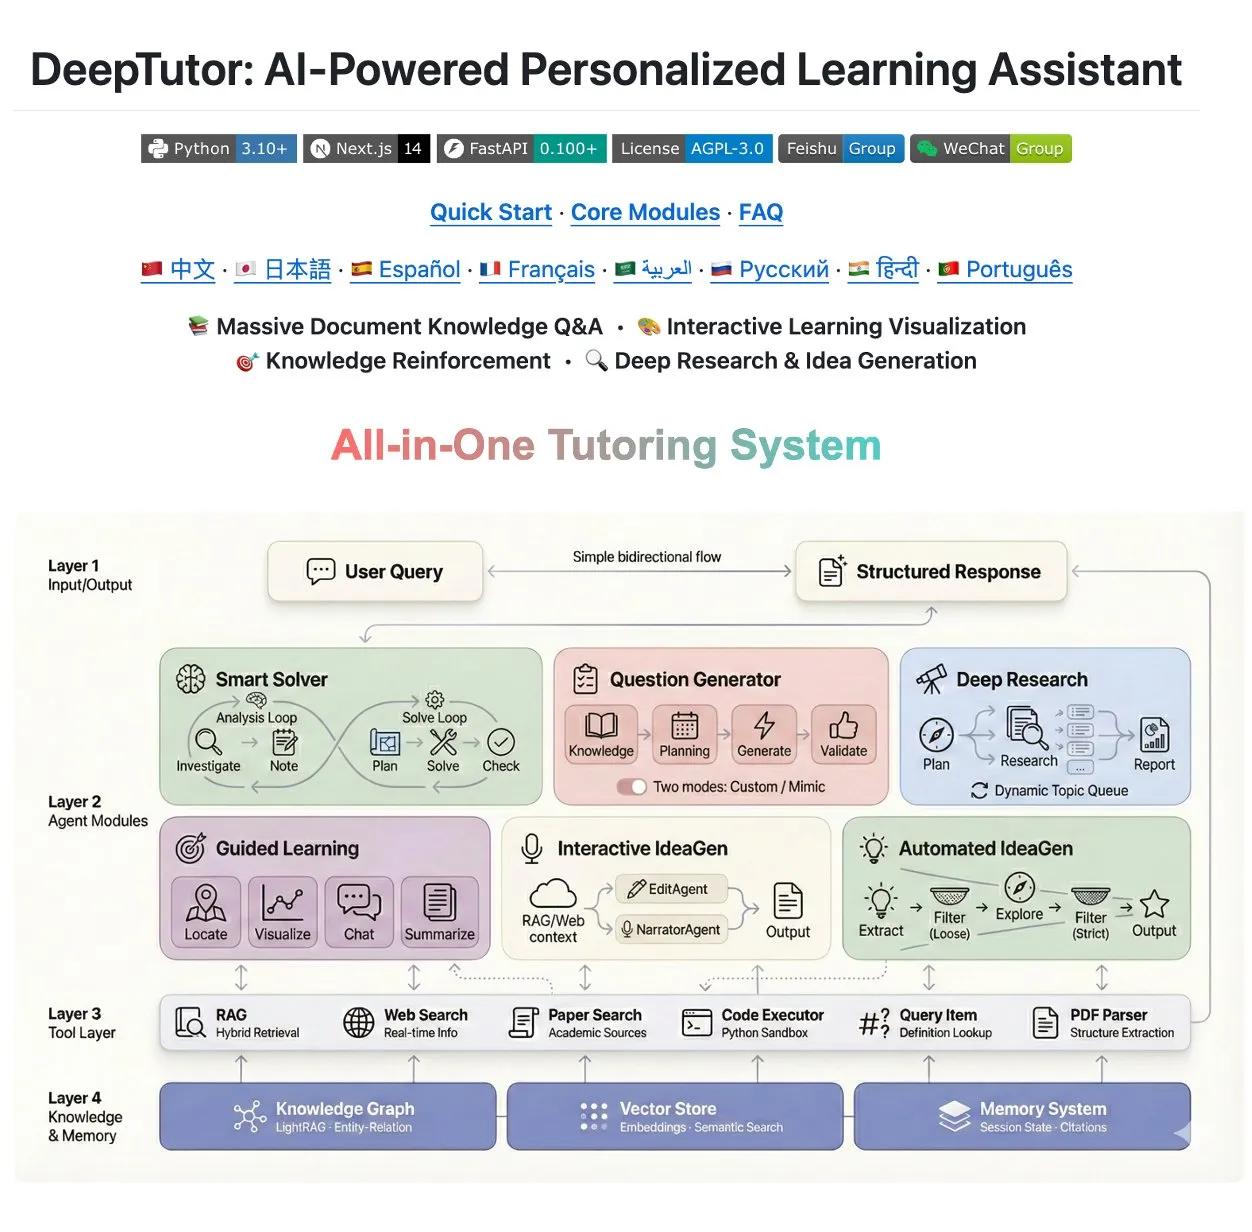 DeepTutor: AI-Powered Personalized Learning Assistant
Python 3.10+ Next.js 14 FastAPI 0.100+ License AGPL-3.0 Feishu Group WeChat Group
Quick Start · Core Modules · FAQ
中文 · 日本語 · Español · Français · العربية · Русский · हिन्दी · Português
Massive Document Knowledge Q&A • Interactive Learning Visualization
Knowledge Reinforcement • Deep Research & Idea Generation
All-in-One Tutoring System
Layer 1
Input/Output
User Query
Simple bidirectional flow
Structured Response
Layer 2
Agent Modules
Smart Solver
Analysis Loop
Investigate
Note
Solve Loop
Plan
Solve
Check
Question Generator
Knowledge
Planning
Generate
Validate
Two modes: Custom / Mimic
Deep Research
Plan
Research
...
Report
Dynamic Topic Queue
Guided Learning
Locate
Visualize
Chat
Summarize
Interactive IdeaGen
RAG/Web
context
EditAgent
NarratorAgent
Output
Automated IdeaGen
Extract
Filter
(Loose)
Explore
Filter
(Strict)
Output
Layer 3
Tool Layer
RAG
Hybrid Retrieval
Web Search
Real-time Info
Paper Search
Academic Sources
Code Executor
Python Sandbox
#?
Query Item
Definition Lookup
PDF Parser
Structure Extraction
Layer 4
Knowledge
& Memory
Knowledge Graph
LightRAG · Entity-Relation
Vector Store
Embeddings · Semantic Search
Memory System
Session State · Citations